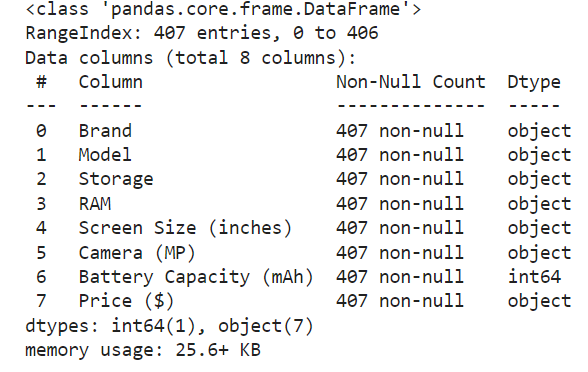 <class 'pandas.core.frame.DataFrame'>
RangeIndex: 407 entries, 0 to 406
Data columns (total 8 columns):
 #   Column                  Non-Null Count  Dtype
---  ------                  --------------  -----
 0   Brand                   407 non-null    object
 1   Model                   407 non-null    object
 2   Storage                 407 non-null    object
 3   RAM                     407 non-null    object
 4   Screen Size (inches)    407 non-null    object
 5   Camera (MP)             407 non-null    object
 6   Battery Capacity (mAh)  407 non-null    int64
 7   Price ($)               407 non-null    object
dtypes: int64(1), object(7)
memory usage: 25.6+ KB